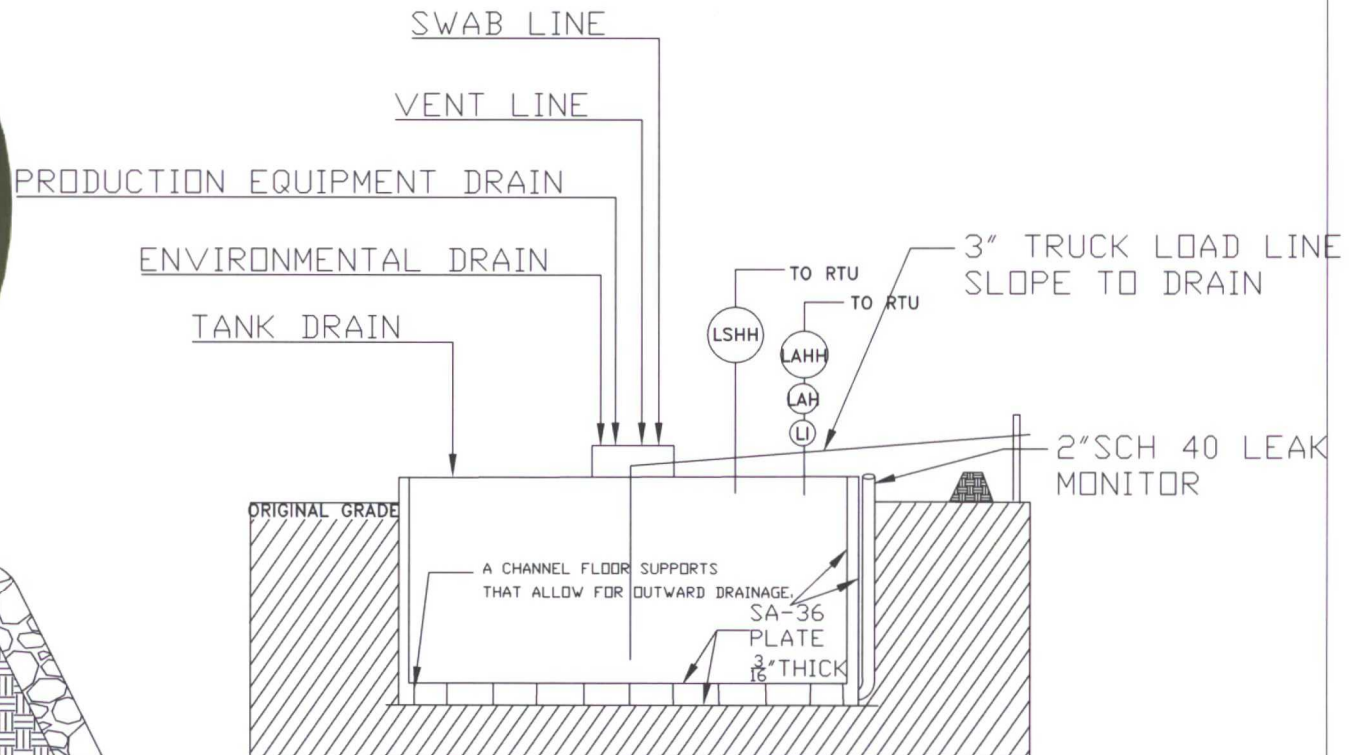 SWAB LINE
VENT LINE
PRODUCTION EQUIPMENT DRAIN
ENVIRONMENTAL DRAIN
TANK DRAIN
TO RTU
TO RTU
3" TRUCK LOAD LINE
SLOPE TO DRAIN
LSHH
LAHH
LAH
LI
2"SCH 40 LEAK
MONITOR
ORIGINAL GRADE
A CHANNEL FLOOR SUPPORTS
THAT ALLOW FOR OUTWARD DRAINAGE.
SA-36
PLATE
3/16"THICK